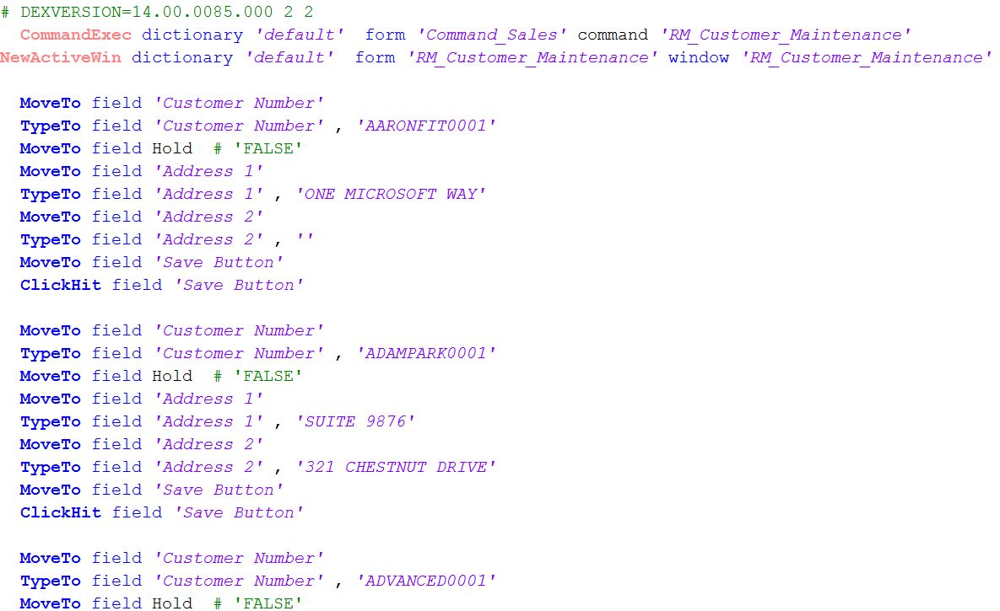 # DEXVERSION=14.00.0085.000 2 2
CommandExec dictionary 'default' form 'Command_Sales' command 'RM_Customer_Maintenance'
NewActiveWin dictionary 'default' form 'RM_Customer_Maintenance' window 'RM_Customer_Maintenance'
MoveTo field 'Customer Number'
TypeTo field 'Customer Number' , 'AARONFIT0001'
MoveTo field Hold # 'FALSE'
MoveTo field 'Address 1'
TypeTo field 'Address 1' , 'ONE MICROSOFT WAY'
MoveTo field 'Address 2'
TypeTo field 'Address 2' , ''
MoveTo field 'Save Button'
ClickHit field 'Save Button'
MoveTo field 'Customer Number'
TypeTo field 'Customer Number' , 'ADAMPARK0001'
MoveTo field Hold # 'FALSE'
MoveTo field 'Address 1'
TypeTo field 'Address 1' , 'SUITE 9876'
MoveTo field 'Address 2'
TypeTo field 'Address 2' , '321 CHESTNUT DRIVE'
MoveTo field 'Save Button'
ClickHit field 'Save Button'
MoveTo field 'Customer Number'
TypeTo field 'Customer Number' , 'ADVANCED0001'
MoveTo field Hold # 'FALSE'